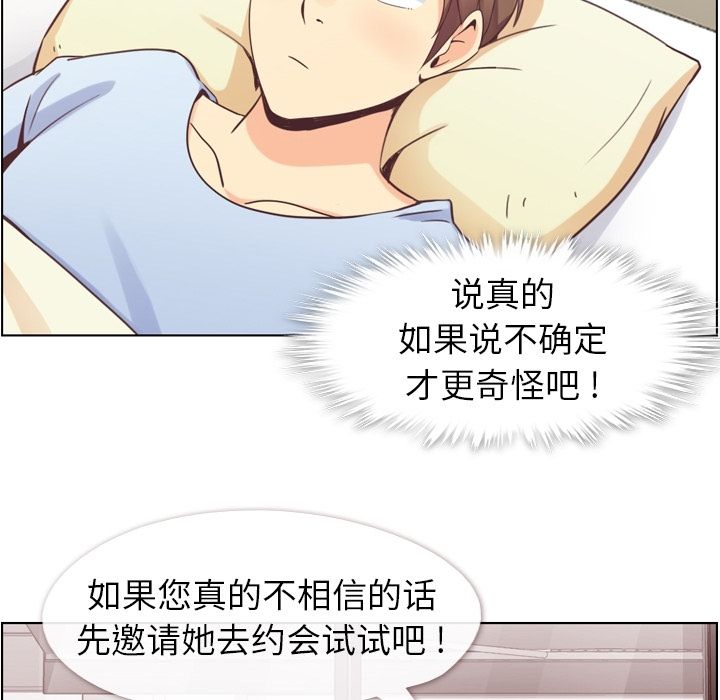 说真的
如果说不确定
才更奇怪吧！
如果您真的不相信的话
先邀请她去约会试试吧！